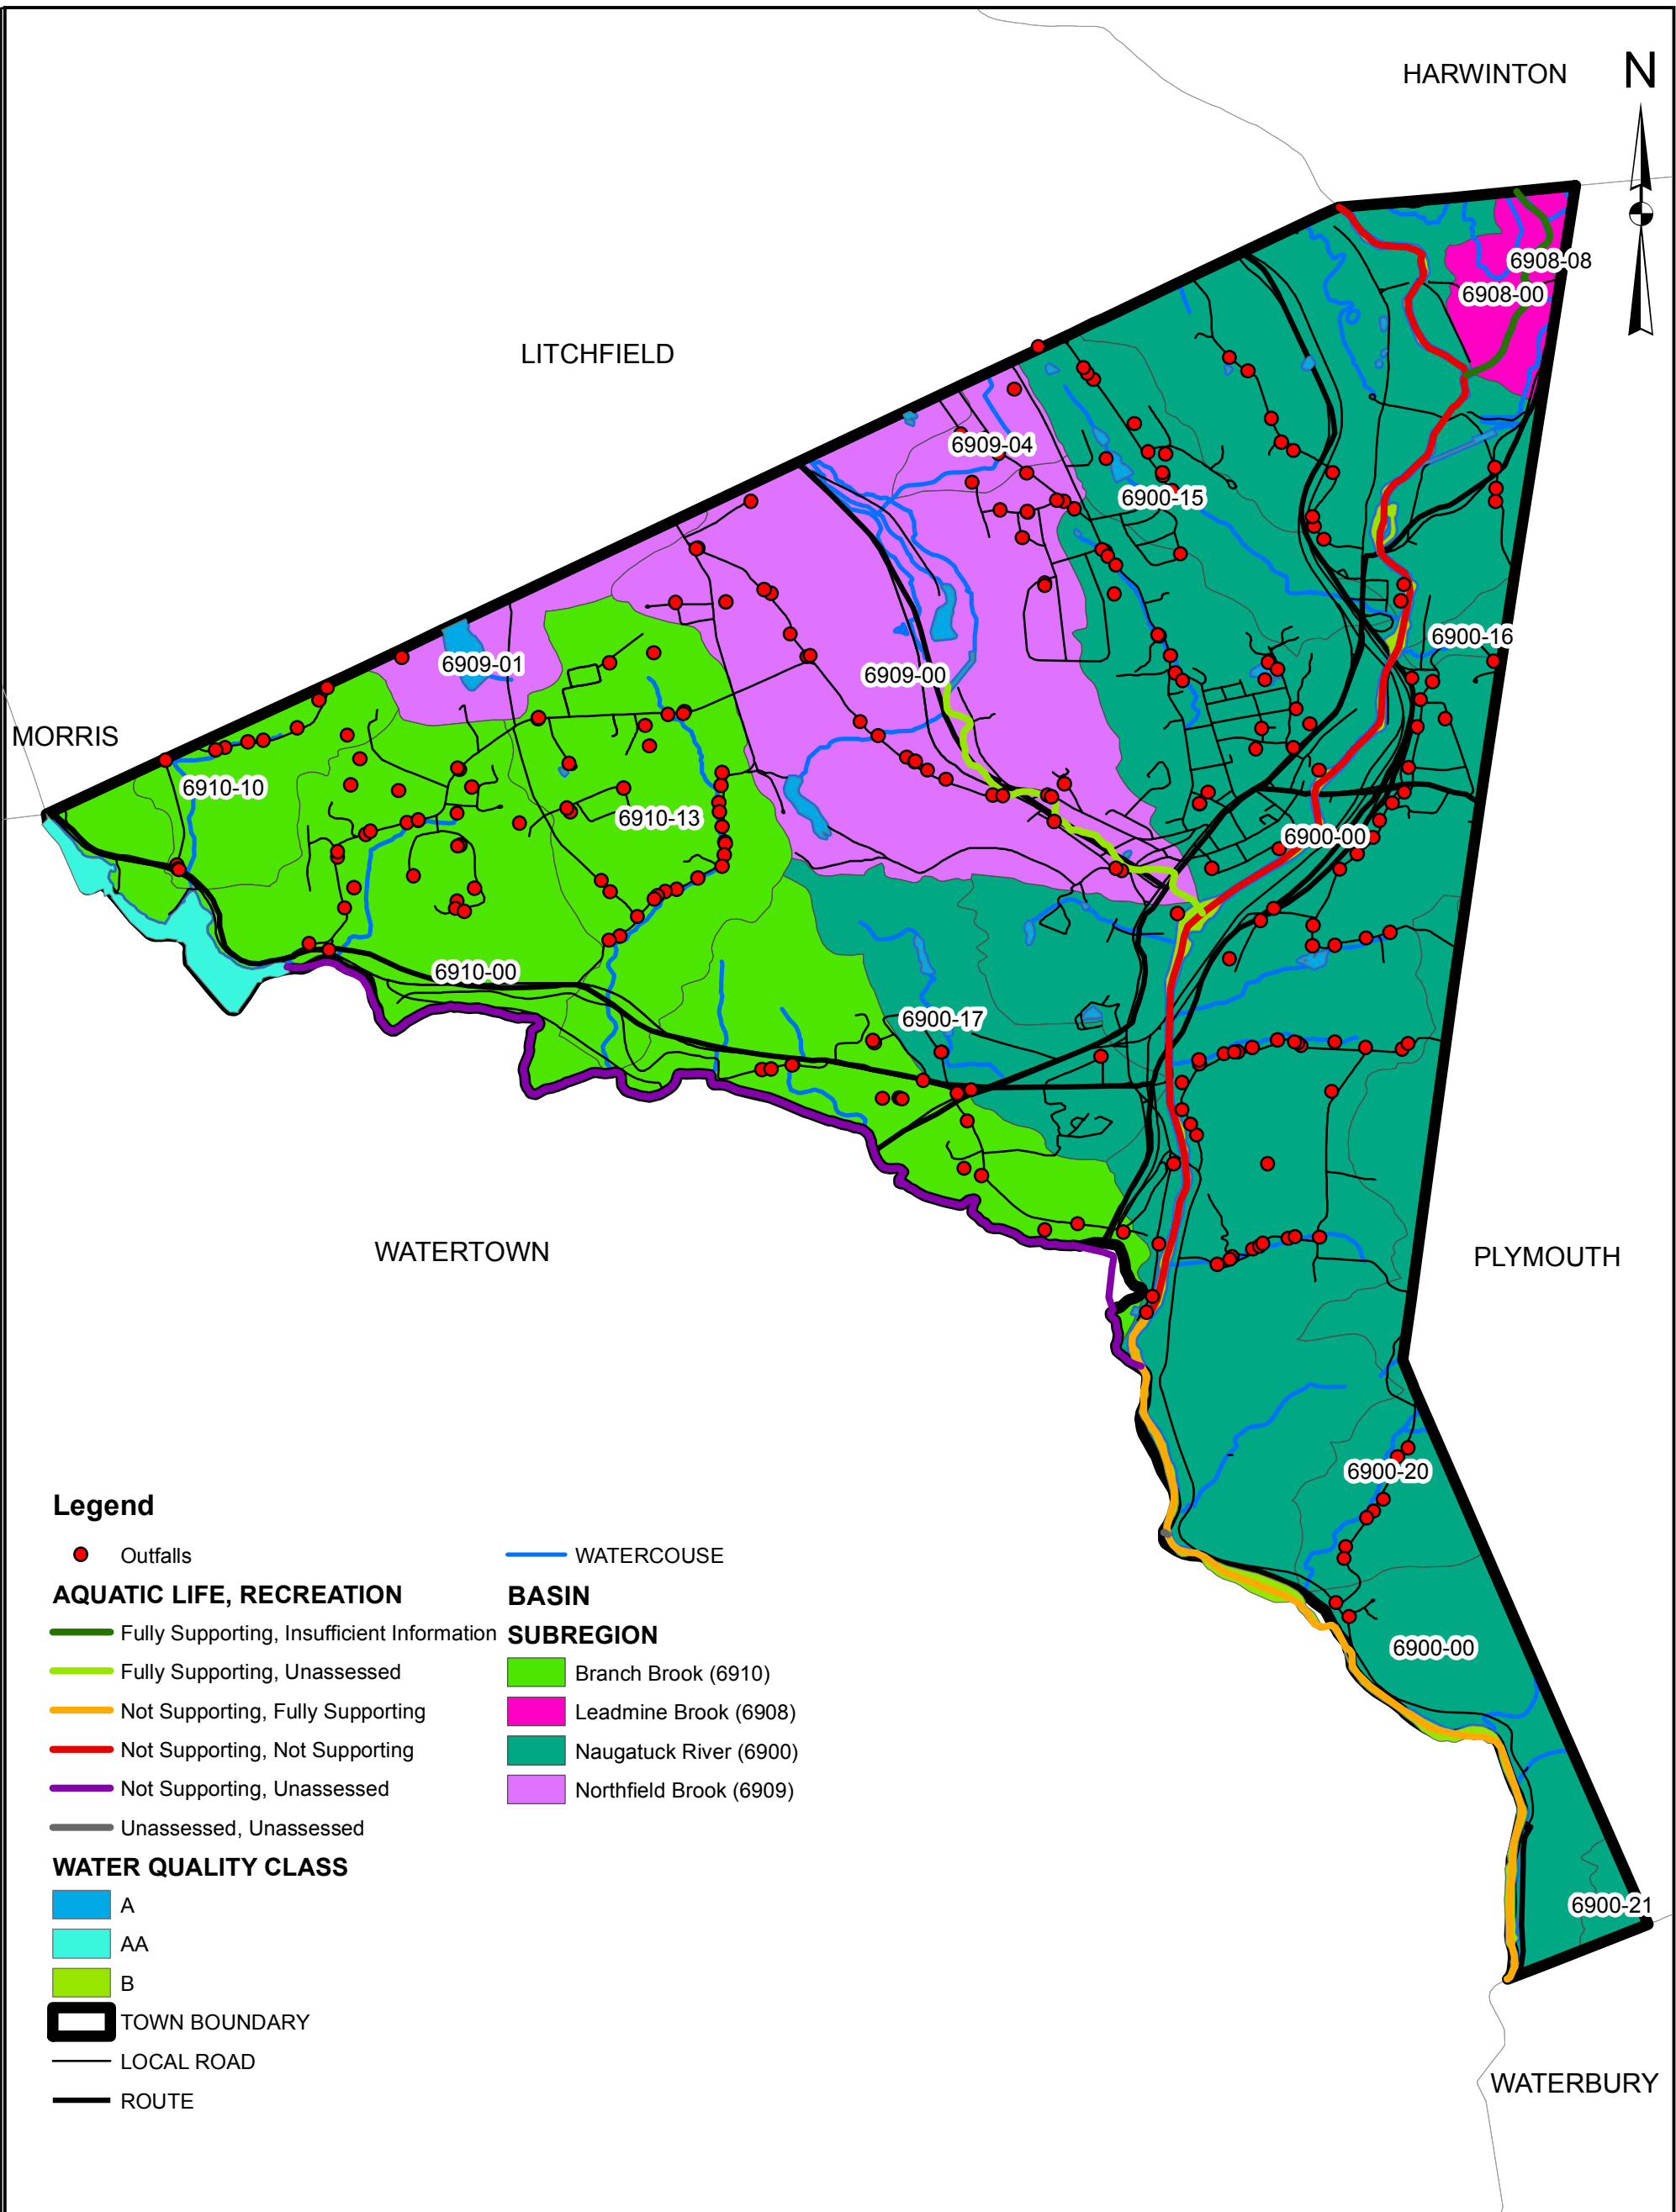 HARWINTON
N
6908-08
6908-00
LITCHFIELD
6909-04
6900-15
6900-16
6909-01
6909-00
MORRIS
6910-10
6910-13
6900-00
6910-00
6900-17
WATERTOWN
PLYMOUTH
6900-20
6900-00
6900-21
WATERBURY
Legend
Outfalls
AQUATIC LIFE, RECREATION
Fully Supporting, Insufficient Information
Fully Supporting, Unassessed
Not Supporting, Fully Supporting
Not Supporting, Not Supporting
Not Supporting, Unassessed
Unassessed, Unassessed
WATER QUALITY CLASS
A
AA
B
TOWN BOUNDARY
LOCAL ROAD
ROUTE
WATERCOUSE
BASIN
SUBREGION
Branch Brook (6910)
Leadmine Brook (6908)
Naugatuck River (6900)
Northfield Brook (6909)